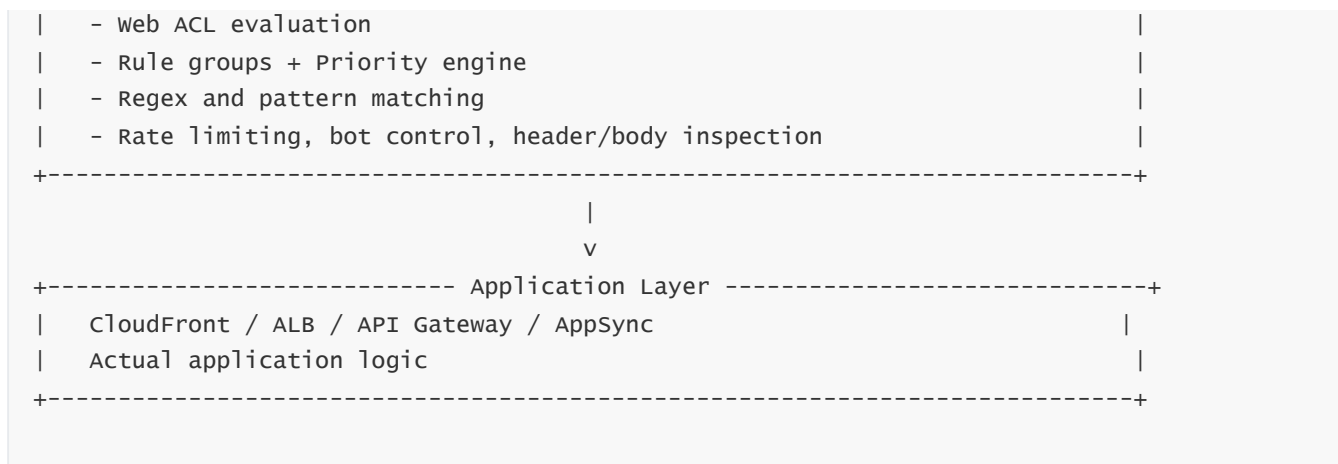 |   - Web ACL evaluation                                                      |
|   - Rule groups + Priority engine                                           |
|   - Regex and pattern matching                                              |
|   - Rate limiting, bot control, header/body inspection                      |
+-----------------------------------------------------------------------------+
                                       |
                                       v
+----------------------------- Application Layer ------------------------------+
|   CloudFront / ALB / API Gateway / AppSync                                 |
|   Actual application logic                                                  |
+-----------------------------------------------------------------------------+